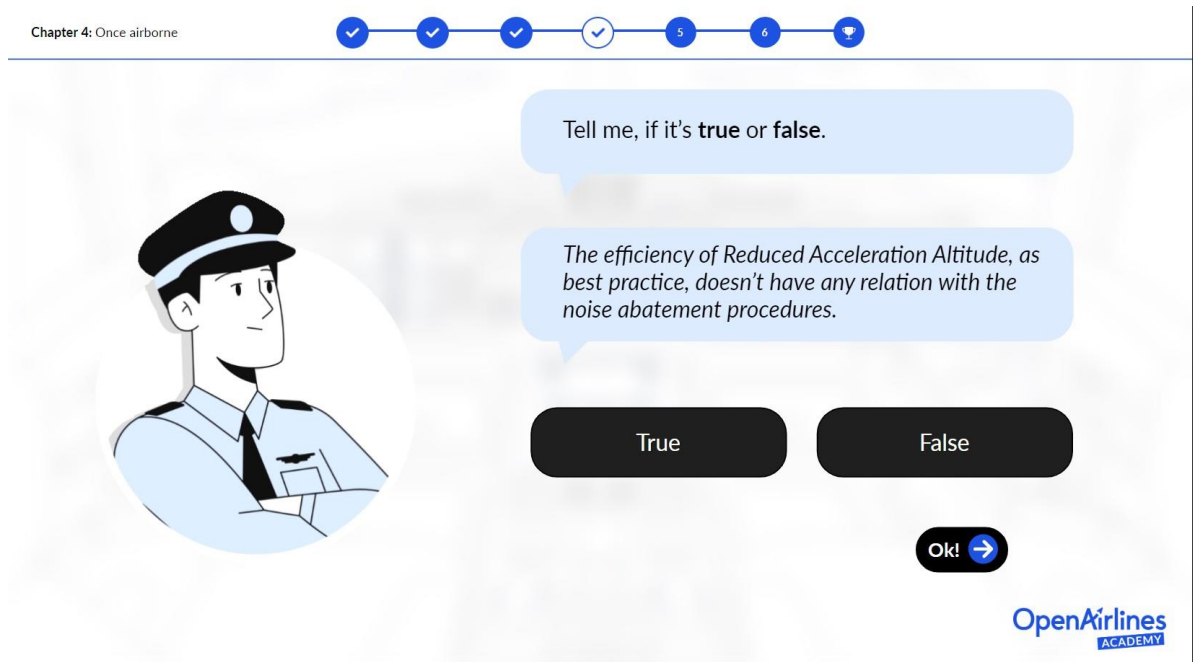 Chapter 4: Once airborne
5
6
Tell me, if it’s true or false.
The efficiency of Reduced Acceleration Altitude, as
best practice, doesn’t have any relation with the
noise abatement procedures.
True
False
Ok!
OpenAirlines
ACADEMY